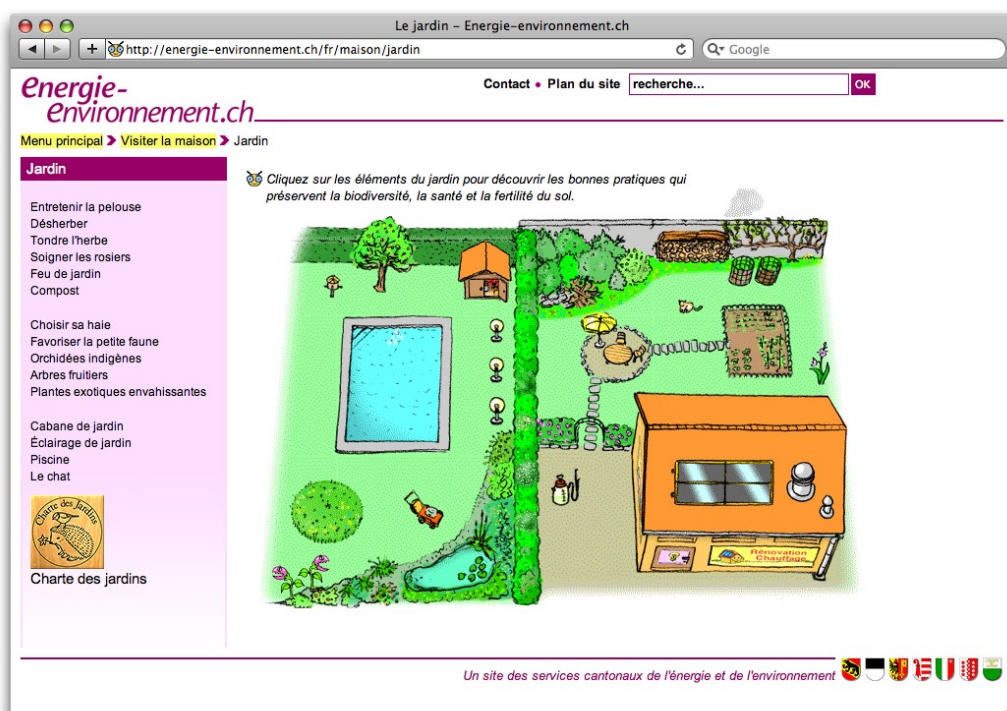 Le jardin – Energie-environnement.ch
http://energie-environnement.ch/fr/maison/jardin
Google
energie-
environnement.ch
Contact • Plan du site
recherche...
OK
Menu principal > Visiter la maison > Jardin
Jardin
Entretenir la pelouse
Désherber
Tondre l'herbe
Soigner les rosiers
Feu de jardin
Compost
Choisir sa haie
Favoriser la petite faune
Orchidées indigènes
Arbres fruitiers
Plantes exotiques envahissantes
Cabane de jardin
Éclairage de jardin
Piscine
Le chat
Charte des Jardins
Charte des jardins
Cliquez sur les éléments du jardin pour découvrir les bonnes pratiques qui
préservent la biodiversité, la santé et la fertilité du sol.
Rénovation
Chauffage
Un site des services cantonaux de l'énergie et de l'environnement